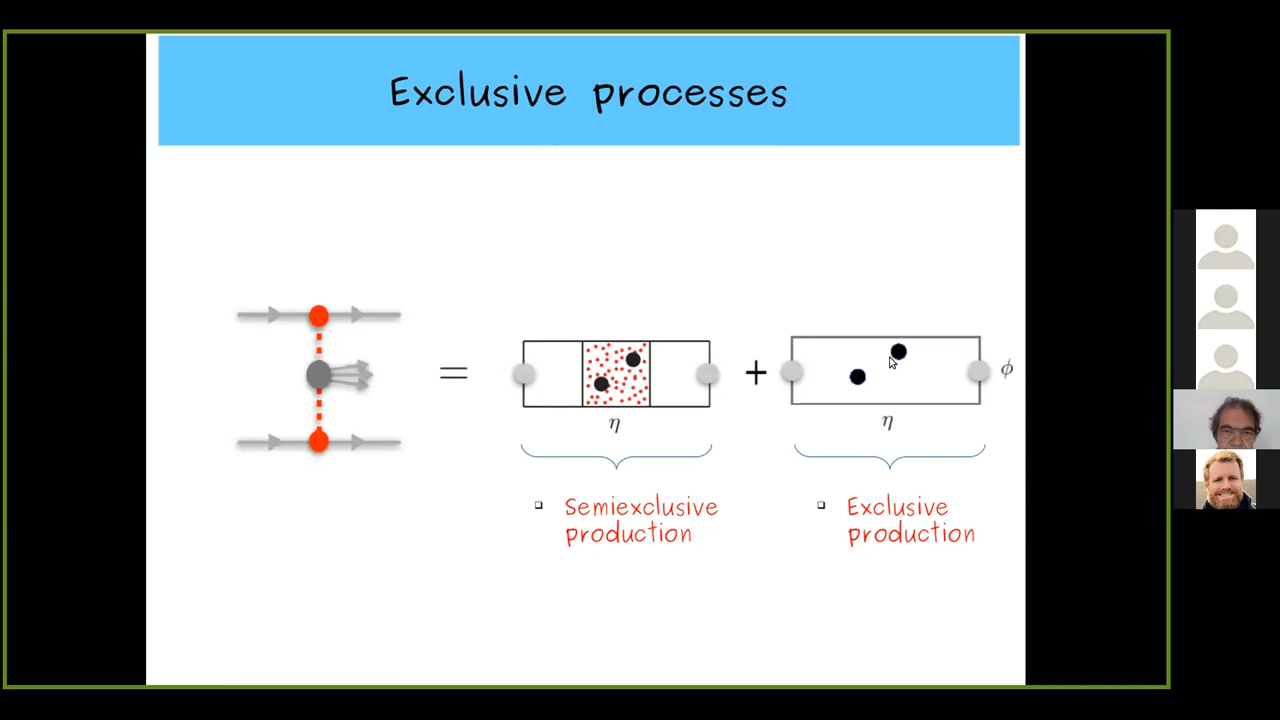 Exclusive processes
=
+
ϕ
η
η
Semiexclusive
production
Exclusive
production